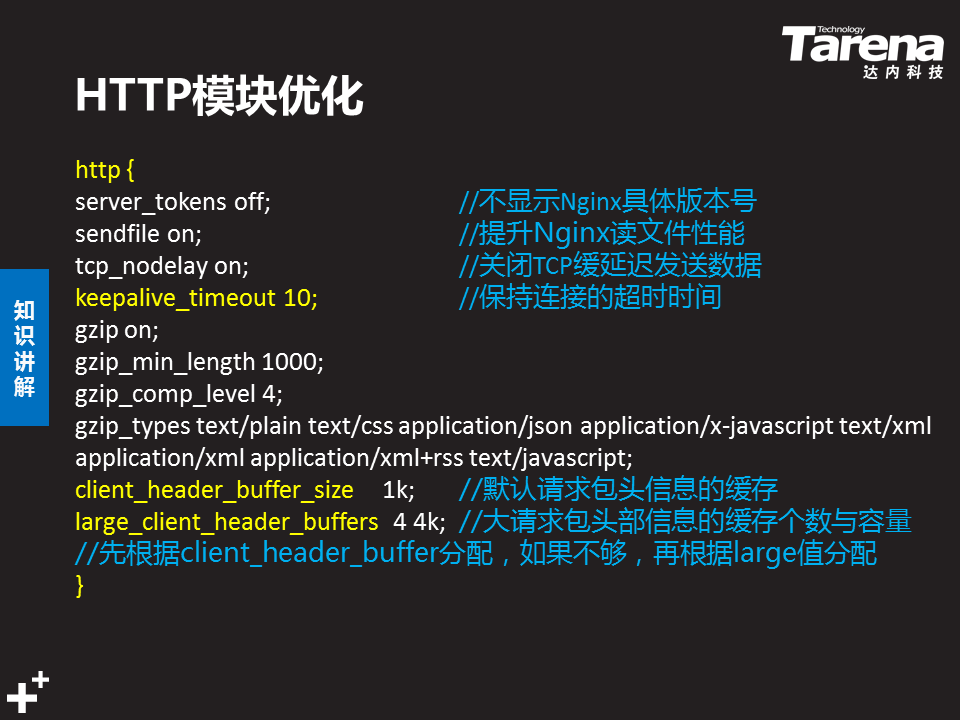 Technology
Tarena
达内科技
HTTP模块优化
http {
server_tokens off; //不显示Nginx具体版本号
sendfile on; //提升Nginx读文件性能
tcp_nodelay on; //关闭TCP缓延迟发送数据
keepalive_timeout 10; //保持连接的超时时间
gzip on;
gzip_min_length 1000;
gzip_comp_level 4;
gzip_types text/plain text/css application/json application/x-javascript text/xml
application/xml application/xml+rss text/javascript;
client_header_buffer_size 1k; //默认请求包头信息的缓存
large_client_header_buffers 4 4k; //大请求包头部信息的缓存个数与容量
//先根据client_header_buffer分配，如果不够，再根据large值分配
}
知识讲解